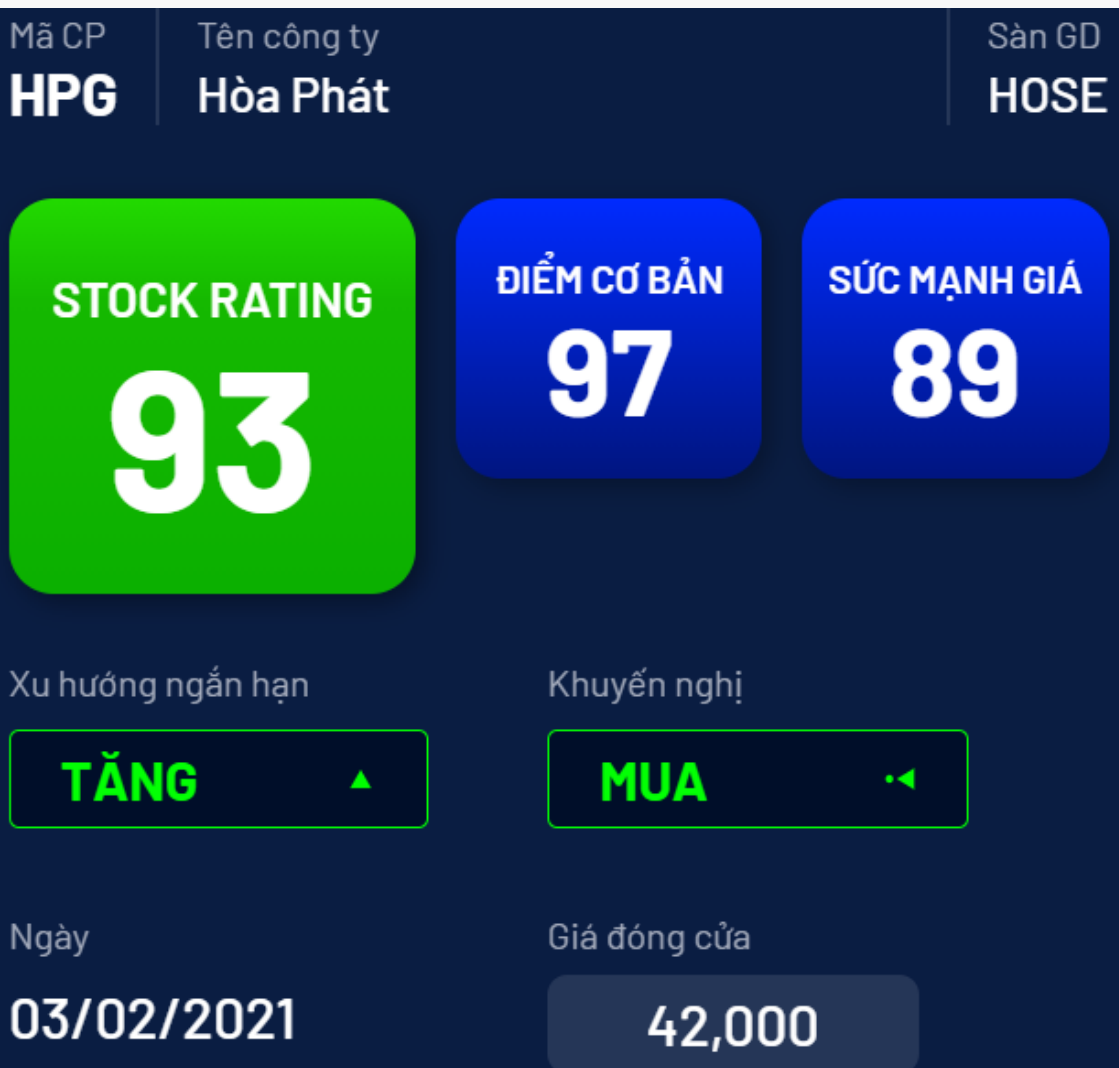 Mã CP
Tên công ty
Sàn GD
HPG
Hòa Phát
HOSE
STOCK RATING
93
ĐIỂM CƠ BẢN
97
SỨC MẠNH GIÁ
89
Xu hướng ngắn hạn
Khuyến nghị
TĂNG
MUA
Ngày
Giá đóng cửa
03/02/2021
42,000